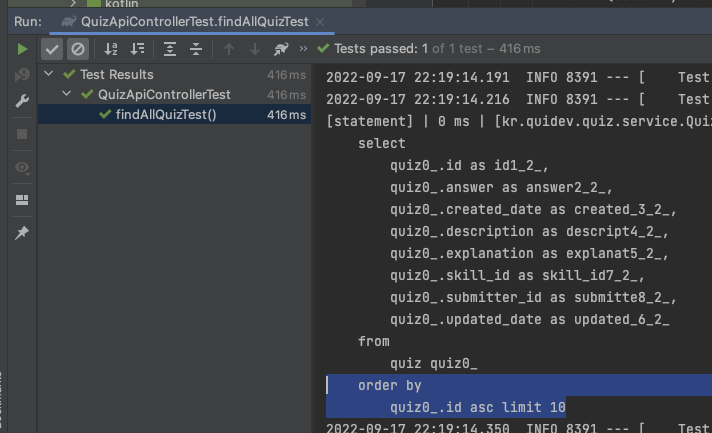 kotlin
Run: QuizApiControllerTest.findAllQuizTest ×
Tests passed: 1 of 1 test – 416 ms
Test Results 416 ms
QuizApiControllerTest 416 ms
findAllQuizTest() 416 ms
2022-09-17 22:19:14.191 INFO 8391 --- [ Test
2022-09-17 22:19:14.216 INFO 8391 --- [ Test
[statement] | 0 ms | [kr.quidev.quiz.service.Quiz
select
quiz0_.id as id1_2_,
quiz0_.answer as answer2_2_,
quiz0_.created_date as created_3_2_,
quiz0_.description as descript4_2_,
quiz0_.explanation as explanat5_2_,
quiz0_.skill_id as skill_id7_2_,
quiz0_.submitter_id as submitte8_2_,
quiz0_.updated_date as updated_6_2_
from
quiz quiz0_
order by
quiz0_.id asc limit 10
2022-09-17 22:19:14.350 INFO 8391 --- [ Test